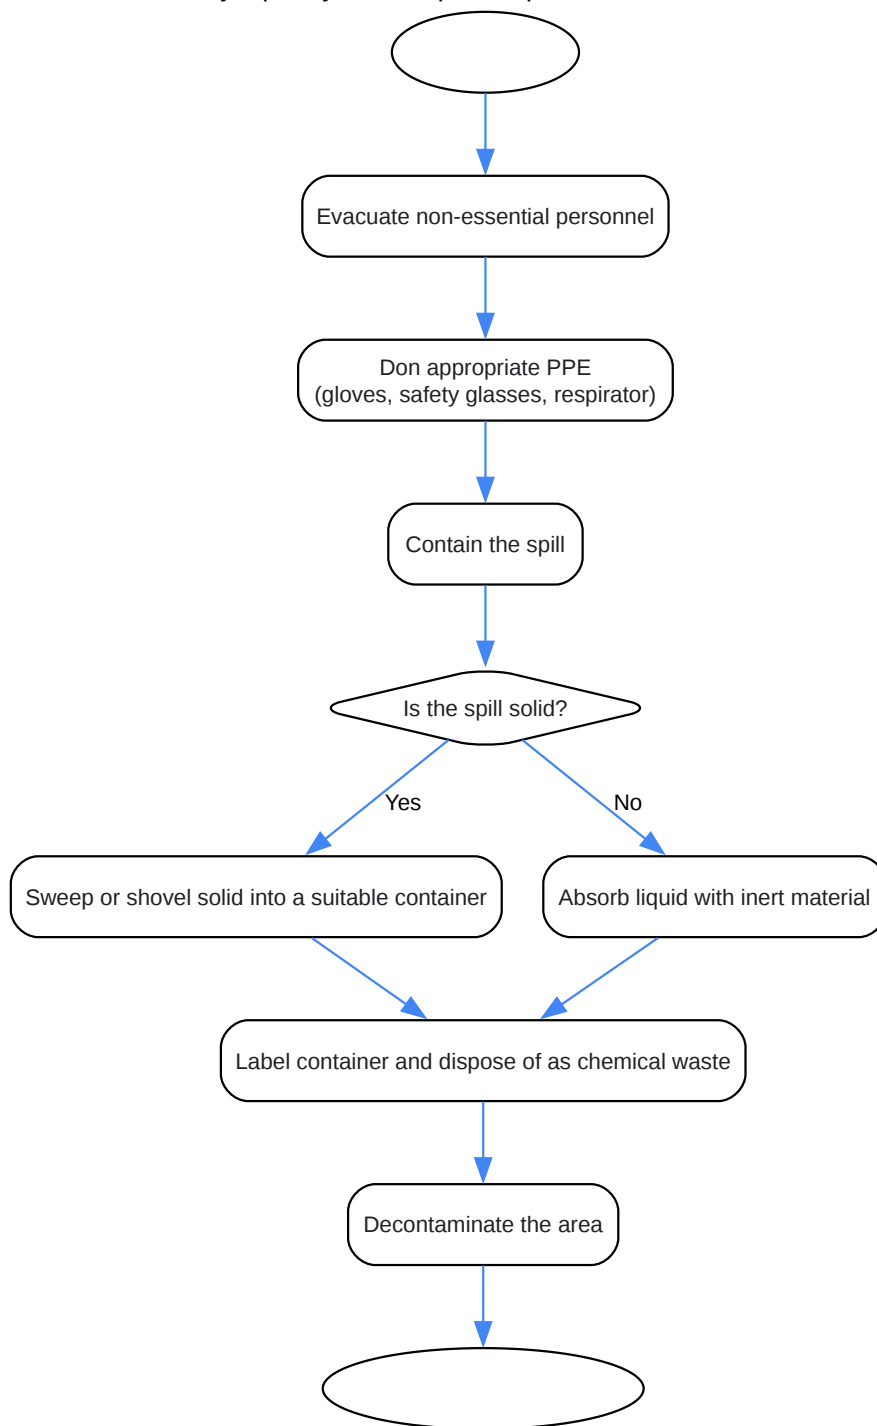 Evacuate non-essential personnel
Don appropriate PPE
(gloves, safety glasses, respirator)
Contain the spill
Is the spill solid?
Yes
No
Sweep or shovel solid into a suitable container
Absorb liquid with inert material
Label container and dispose of as chemical waste
Decontaminate the area